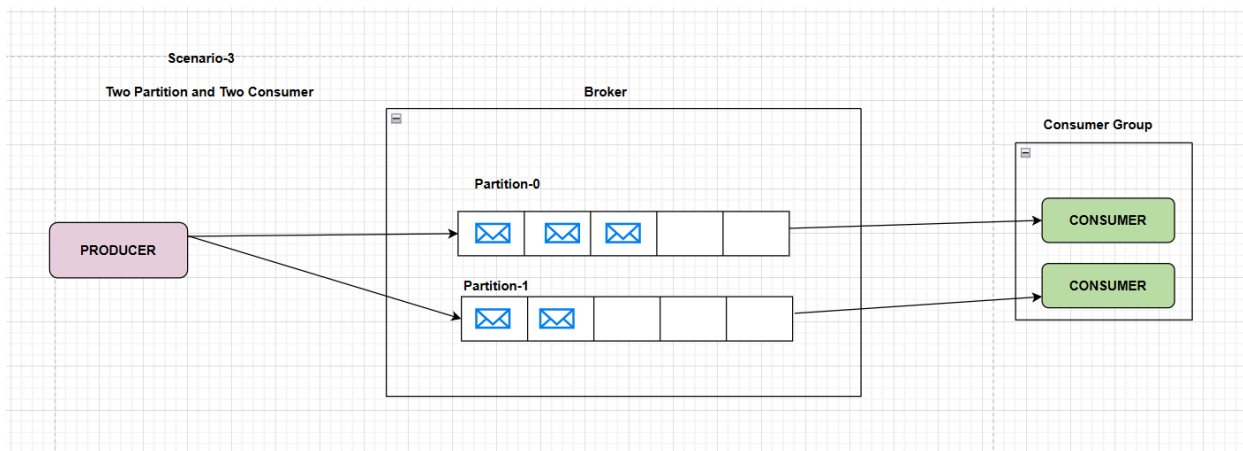 Scenario-3
Two Partition and Two Consumer
Broker
Consumer Group
Partition-0
PRODUCER
CONSUMER
Partition-1
CONSUMER